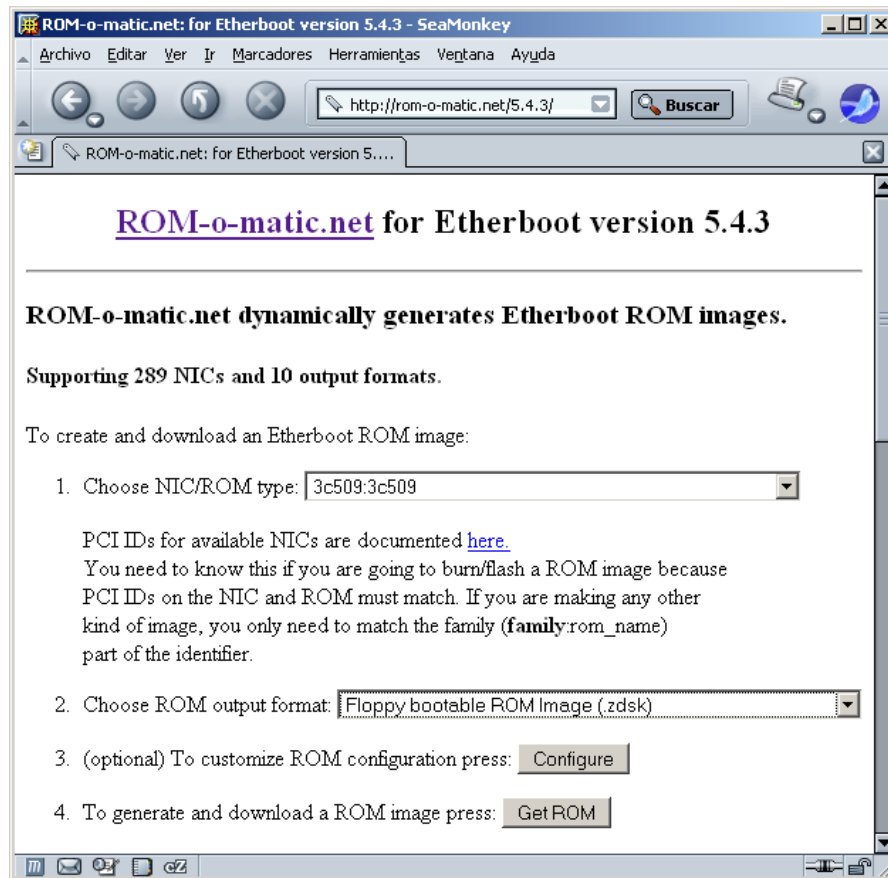 ROM-o-matic.net: for Etherboot version 5.4.3 - SeaMonkey
Archivo Editar Ver Ir Marcadores Herramientas Ventana Ayuda
http://rom-o-matic.net/5.4.3/ Buscar
ROM-o-matic.net: for Etherboot version 5....
ROM-o-matic.net for Etherboot version 5.4.3
ROM-o-matic.net dynamically generates Etherboot ROM images.
Supporting 289 NICs and 10 output formats.
To create and download an Etherboot ROM image:
1. Choose NIC/ROM type: 3c509:3c509
PCI IDs for available NICs are documented here.
You need to know this if you are going to burn/flash a ROM image because
PCI IDs on the NIC and ROM must match. If you are making any other
kind of image, you only need to match the family (family:rom_name)
part of the identifier.
2. Choose ROM output format: Floppy bootable ROM Image (.zdsk)
3. (optional) To customize ROM configuration press: Configure
4. To generate and download a ROM image press: Get ROM
cZ